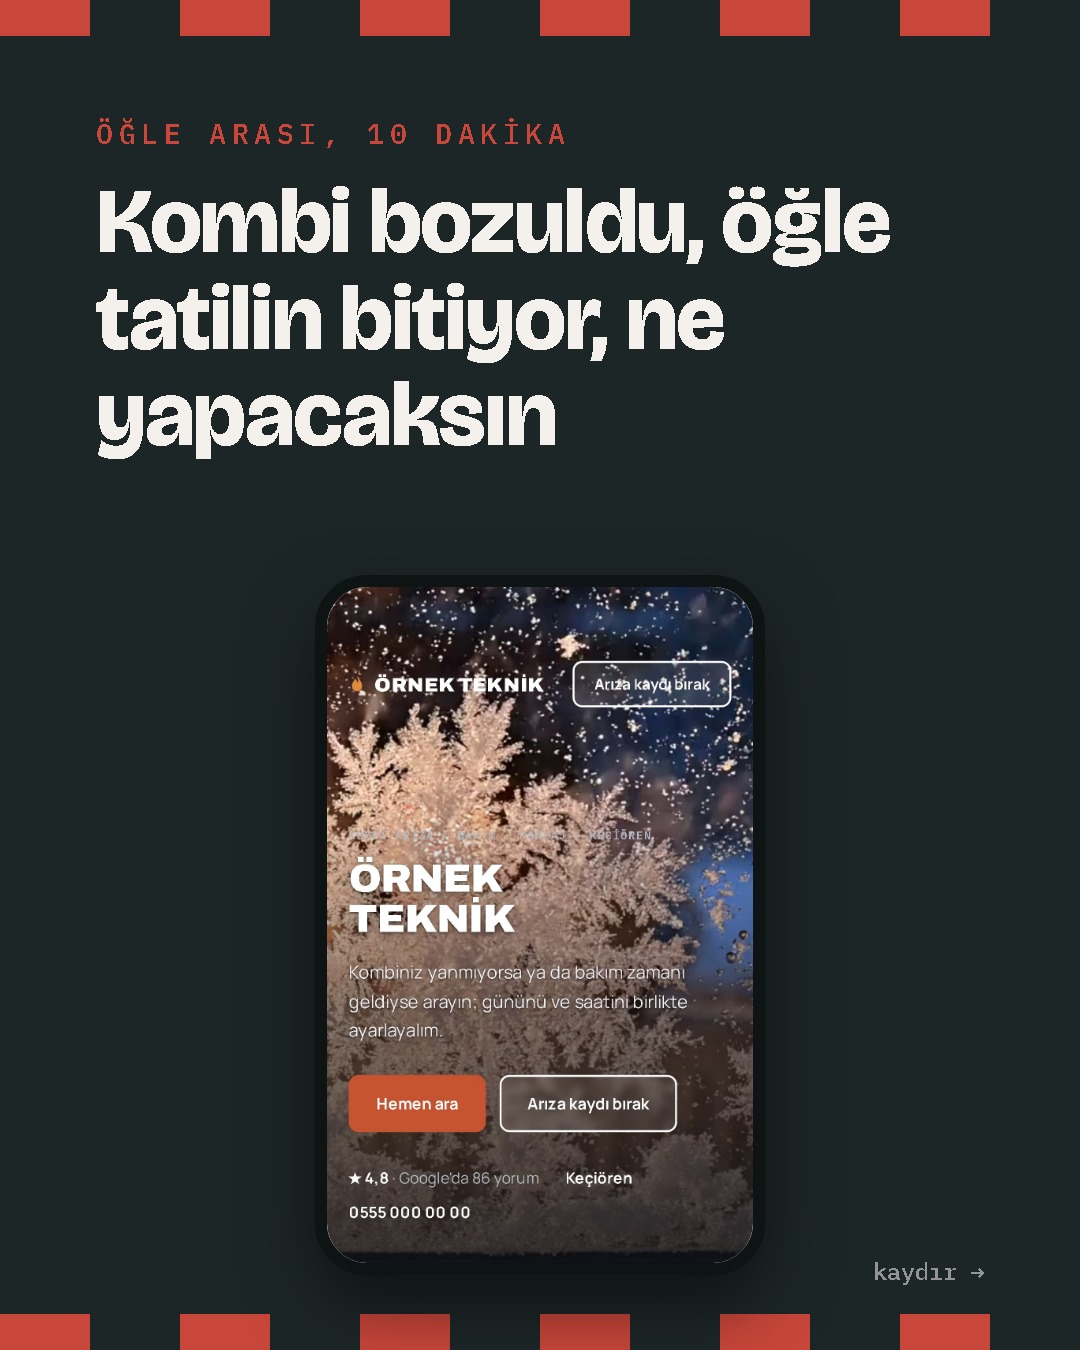 ÖĞLE ARASI, 10 DAKİKA
Kombi bozuldu, öğle
tatilin bitiyor, ne
yapacaksın
ÖRNEK TEKNİK
Arıza kaydı bırak
KEÇİÖREN
ÖRNEK
TEKNİK
Kombiniz yanmıyorsa ya da bakım zamanı
geldiyse arayın; gününü ve saatini birlikte
ayarlayalım.
Hemen ara
Arıza kaydı bırak
★ 4,8 · Google'da 86 yorum
Keçiören
0555 000 00 00
kaydır →